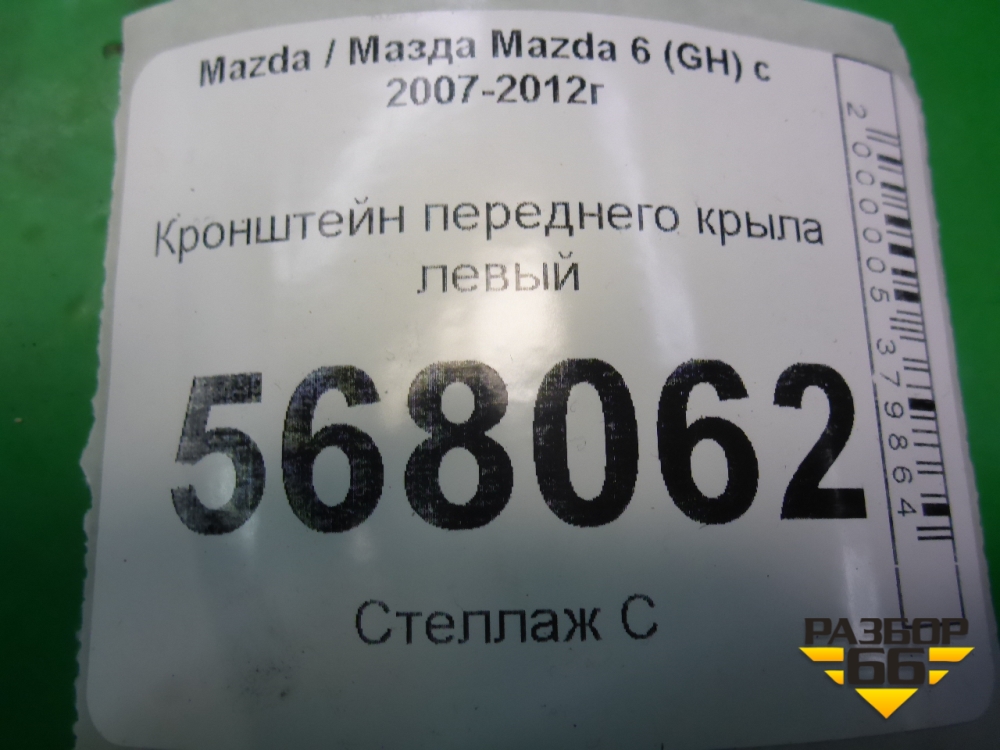 Mazda / Мазда Mazda 6 (GH) с
2007-2012г
Кронштейн переднего крыла
левый
568062
Стеллаж С
2000005379864
РАЗБОР
66